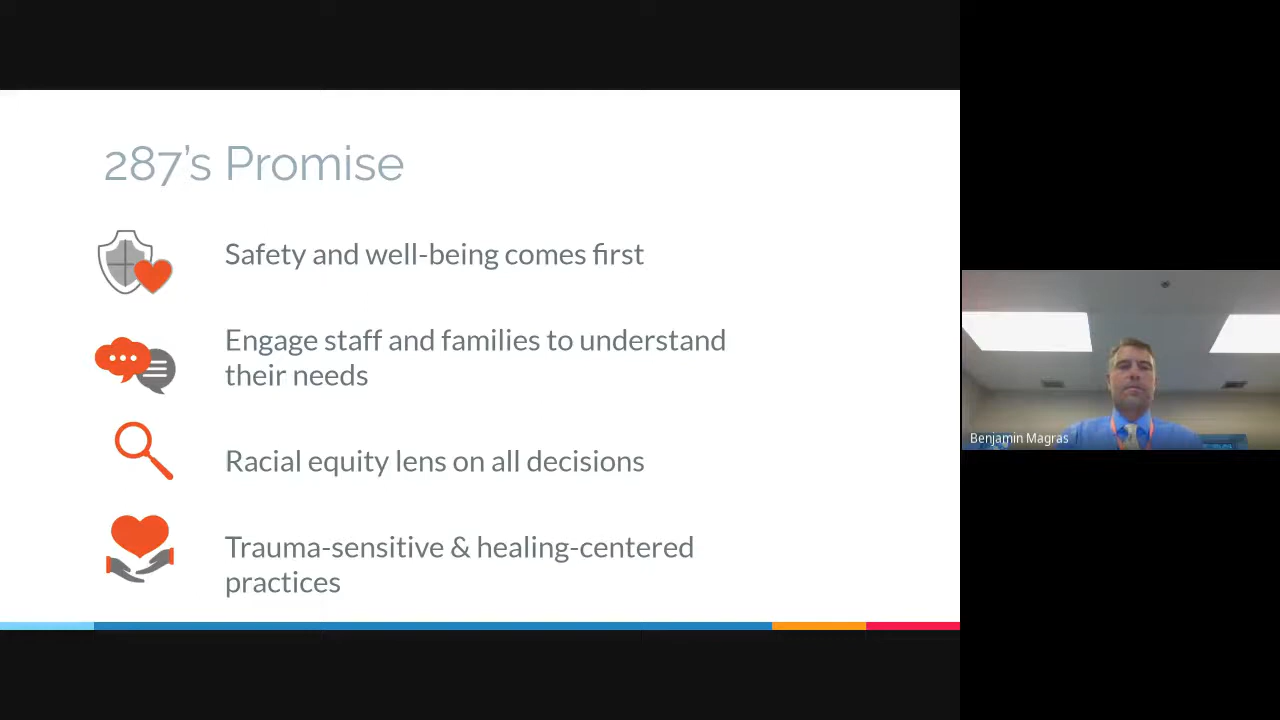 287’s Promise
Safety and well-being comes first
Engage staff and families to understand
their needs
Racial equity lens on all decisions
Trauma-sensitive & healing-centered
practices
Benjamin Magras